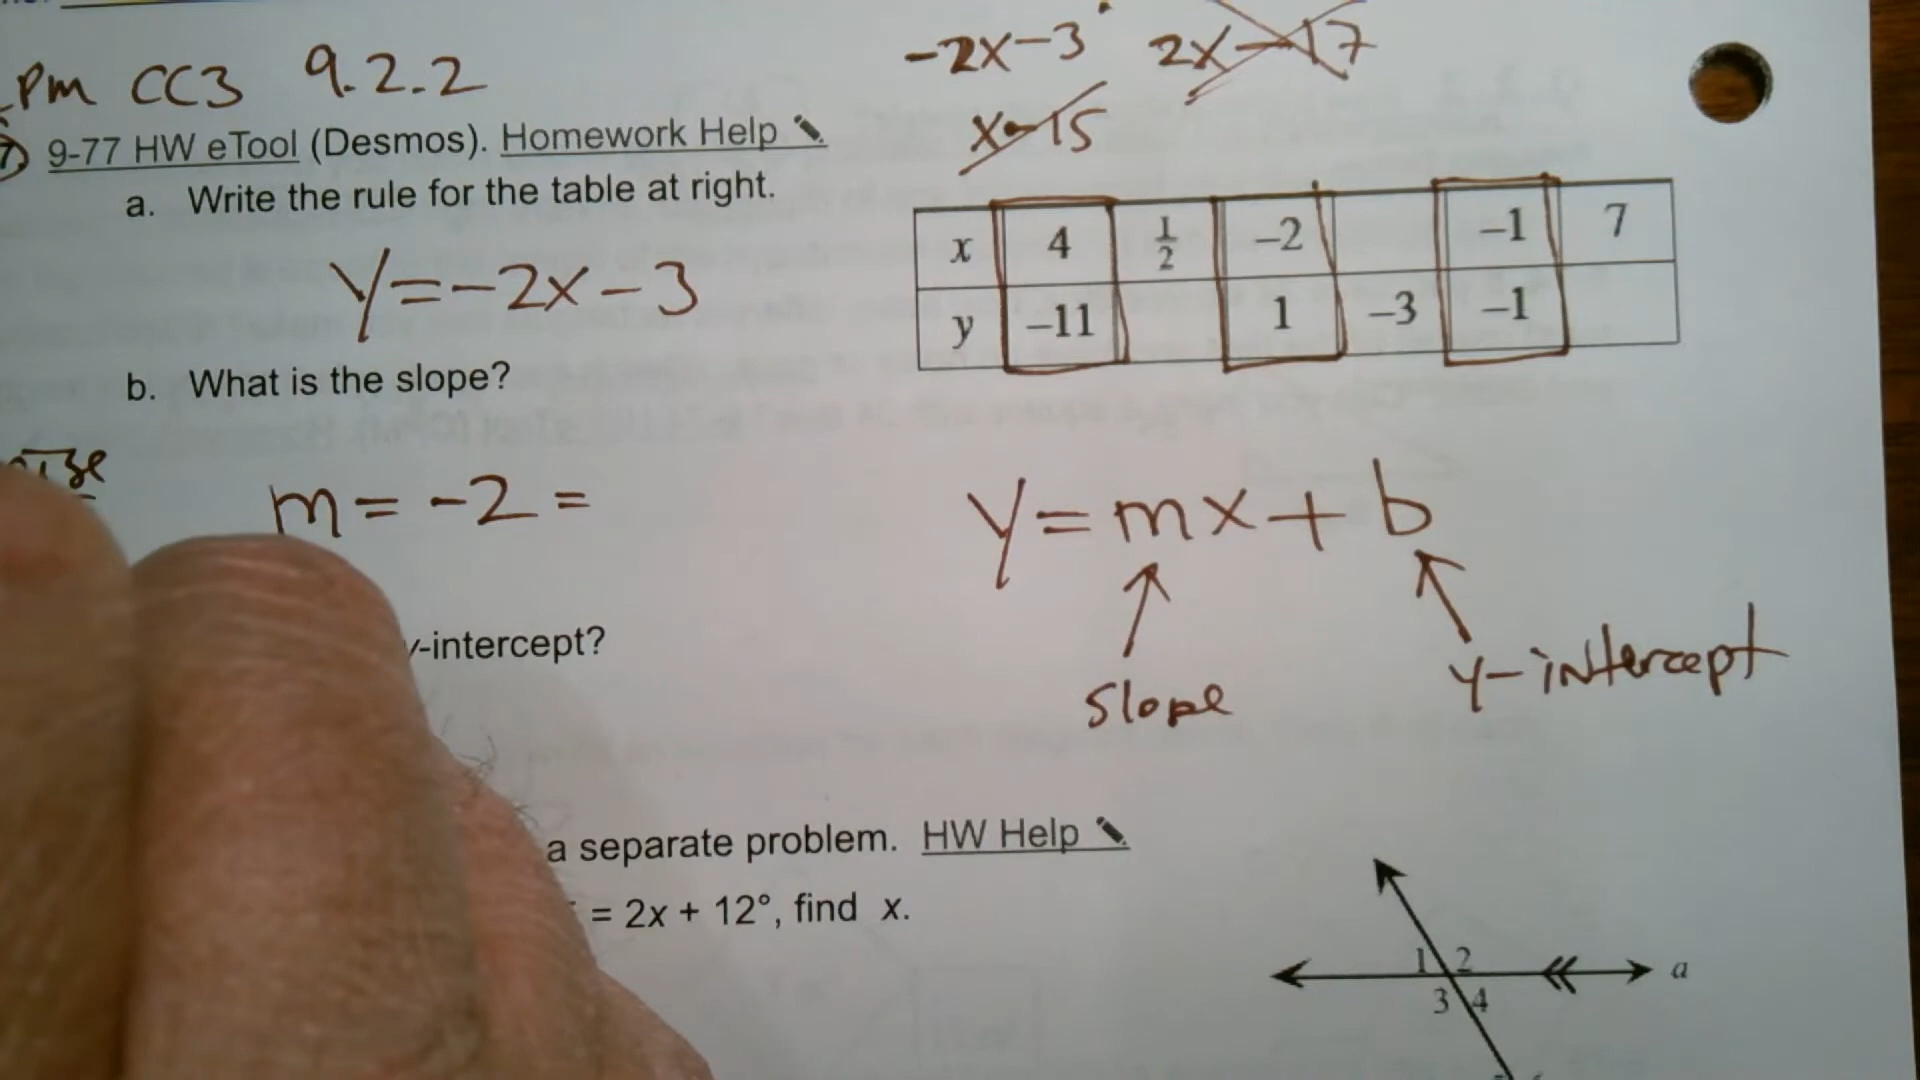 CC3 9.2.2
-2x-3 2x-17
x-15
9-77 HW eTool (Desmos). Homework Help
a. Write the rule for the table at right.
y=-2x-3
x 4 1/2 –2 –1 7
y –11 1 –3 –1
b. What is the slope?
m=-2=
y=mx+b
slope
y-intercept
y-intercept?
a separate problem. HW Help
= 2x + 12°, find x.
1 2
a
3 4